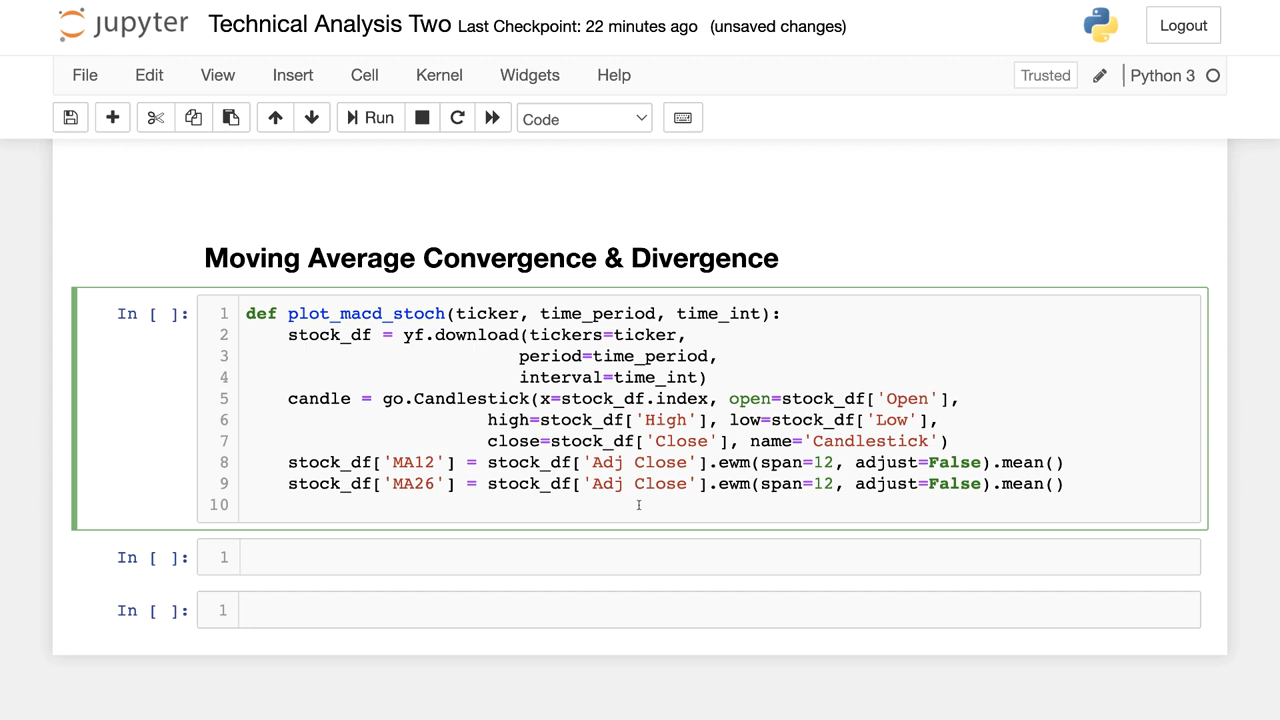 jupyter Technical Analysis Two Last Checkpoint: 22 minutes ago (unsaved changes) Logout
File Edit View Insert Cell Kernel Widgets Help Trusted Python 3
Run Code
Moving Average Convergence & Divergence
In [ ]: 1 def plot_macd_stoch(ticker, time_period, time_int):
2 stock_df = yf.download(tickers=ticker,
3 period=time_period,
4 interval=time_int)
5 candle = go.Candlestick(x=stock_df.index, open=stock_df['Open'],
6 high=stock_df['High'], low=stock_df['Low'],
7 close=stock_df['Close'], name='Candlestick')
8 stock_df['MA12'] = stock_df['Adj Close'].ewm(span=12, adjust=False).mean()
9 stock_df['MA26'] = stock_df['Adj Close'].ewm(span=12, adjust=False).mean()
10
In [ ]: 1
In [ ]: 1